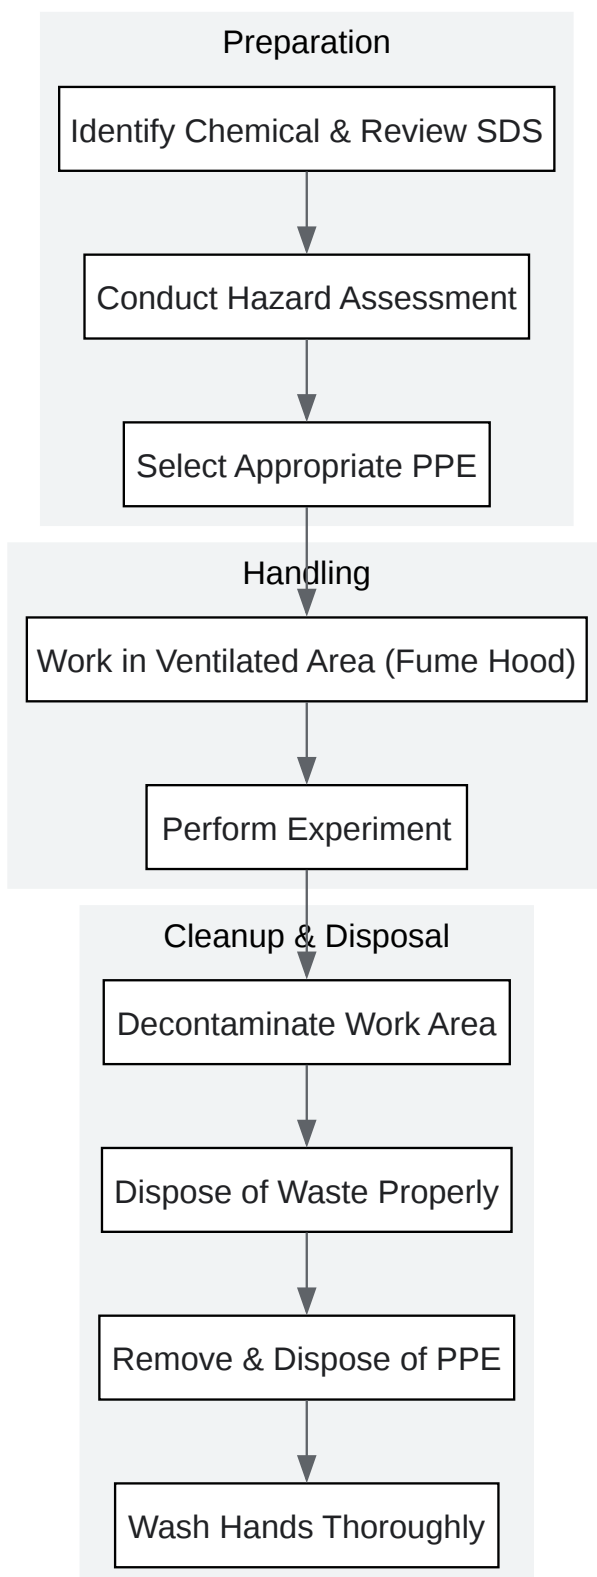 Preparation
Identify Chemical & Review SDS
Conduct Hazard Assessment
Select Appropriate PPE
Handling
Work in Ventilated Area (Fume Hood)
Perform Experiment
Cleanup & Disposal
Decontaminate Work Area
Dispose of Waste Properly
Remove & Dispose of PPE
Wash Hands Thoroughly